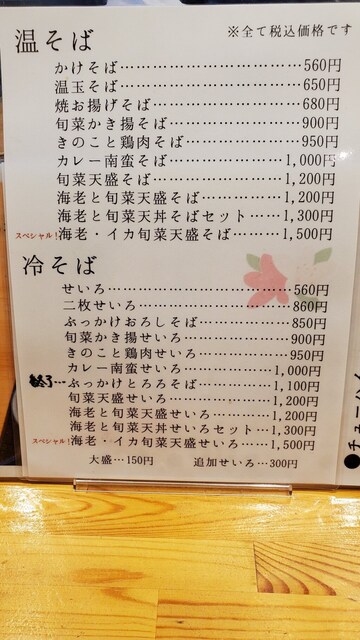 温そば
※全て税込価格です
かけそば……………………………560円
温玉そば……………………………650円
焼お揚げそば………………………680円
旬菜かき揚そば……………………900円
きのこと鶏肉そば…………………950円
カレー南蛮そば…………………1,000円
旬菜天盛そば……………………1,200円
海老と旬菜天盛そば……………1,200円
海老と旬菜天丼そばセット……1,300円
スペシャル!海老・イカ旬菜天盛そば………1,500円
冷そば
せいろ………………………………560円
二枚せいろ…………………………860円
ぶっかけおろしそば………………850円
旬菜かき揚せいろ…………………900円
きのこと鶏肉せいろ………………950円
カレー南蛮せいろ………………1,000円
終了…ぶっかけとろろそば……………1,100円
旬菜天盛せいろ…………………1,200円
海老と旬菜天盛せいろ…………1,200円
海老と旬菜天丼せいろセット…1,300円
スペシャル!海老・イカ旬菜天盛せいろ……1,500円
大盛…150円 追加せいろ…300円